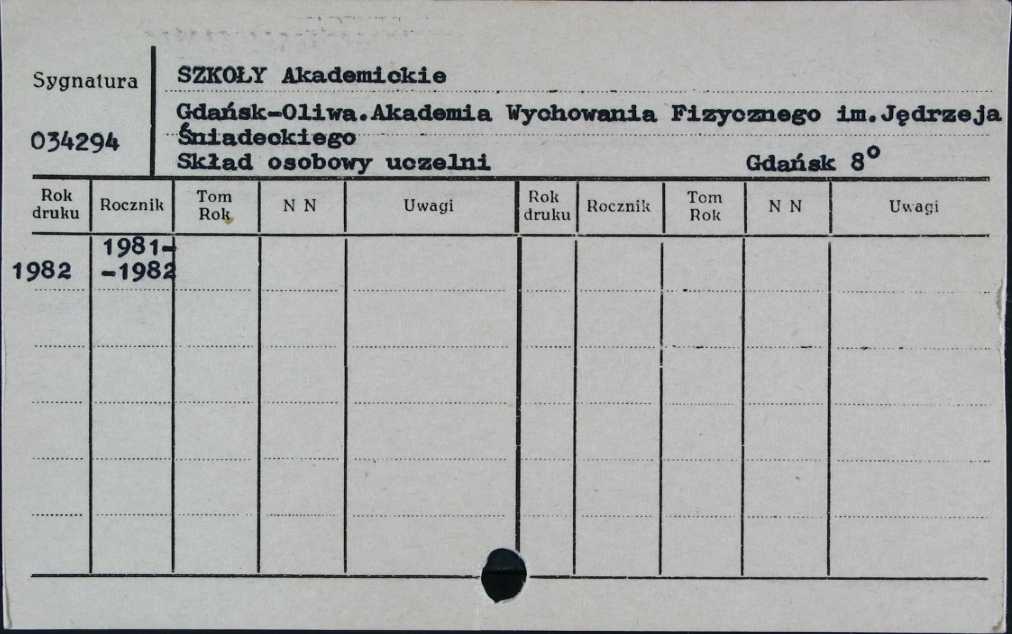 Sygnatura
034294
SZKOŁY Akademickie
Gdańsk-Oliwa.Akademia Wychowania Fizycznego im.Jędrzeja
Śniadeckiego
Skład osobowy uczelni Gdańsk 8°
Rok druku Rocznik Tom Rok N N Uwagi Rok druku Rocznik Tom Rok N N Uwagi
1981-
1982 -1982